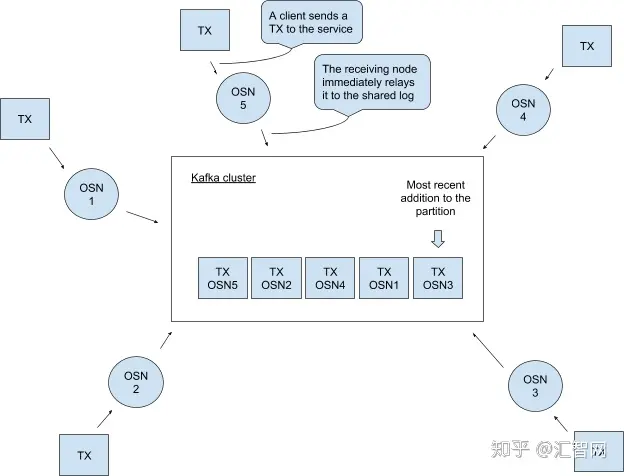 TX
A client sends a
TX to the service
TX
OSN
5
The receiving node
immediately relays
it to the shared log
OSN
4
TX
OSN
1
Kafka cluster
Most recent
addition to the
partition
TX
OSN5
TX
OSN2
TX
OSN4
TX
OSN1
TX
OSN3
OSN
2
OSN
3
TX
TX
知乎 @汇智网